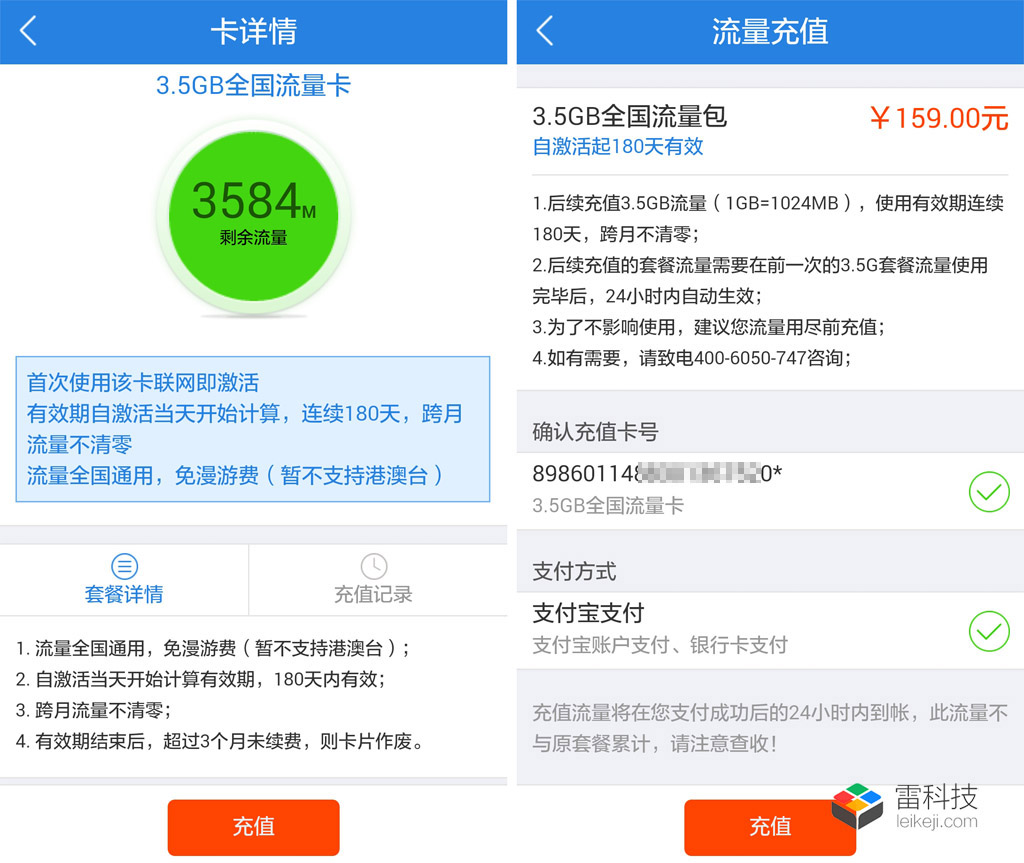 卡详情
3.5GB全国流量卡
3584M
剩余流量
首次使用该卡联网即激活
有效期自激活当天开始计算，连续180天，跨月
流量不清零
流量全国通用，免漫游费（暂不支持港澳台）
套餐详情
充值记录
1. 流量全国通用，免漫游费（暂不支持港澳台）；
2. 自激活当天开始计算有效期，180天内有效；
3. 跨月流量不清零；
4. 有效期结束后，超过3个月未续费，则卡片作废。
充值
流量充值
3.5GB全国流量包
￥159.00元
自激活起180天有效
1.后续充值3.5GB流量（1GB=1024MB），使用有效期连续
180天，跨月不清零；
2.后续充值的套餐流量需要在前一次的3.5G套餐流量使用
完毕后，24小时内自动生效；
3.为了不影响使用，建议您流量用尽前充值；
4.如有需要，请致电400-6050-747咨询；
确认充值卡号
89860114 0*
3.5GB全国流量卡
支付方式
支付宝支付
支付宝账户支付、银行卡支付
充值流量将在您支付成功后的24小时内到帐，此流量不
与原套餐累计，请注意查收！
充值
雷科技
leikeji.com